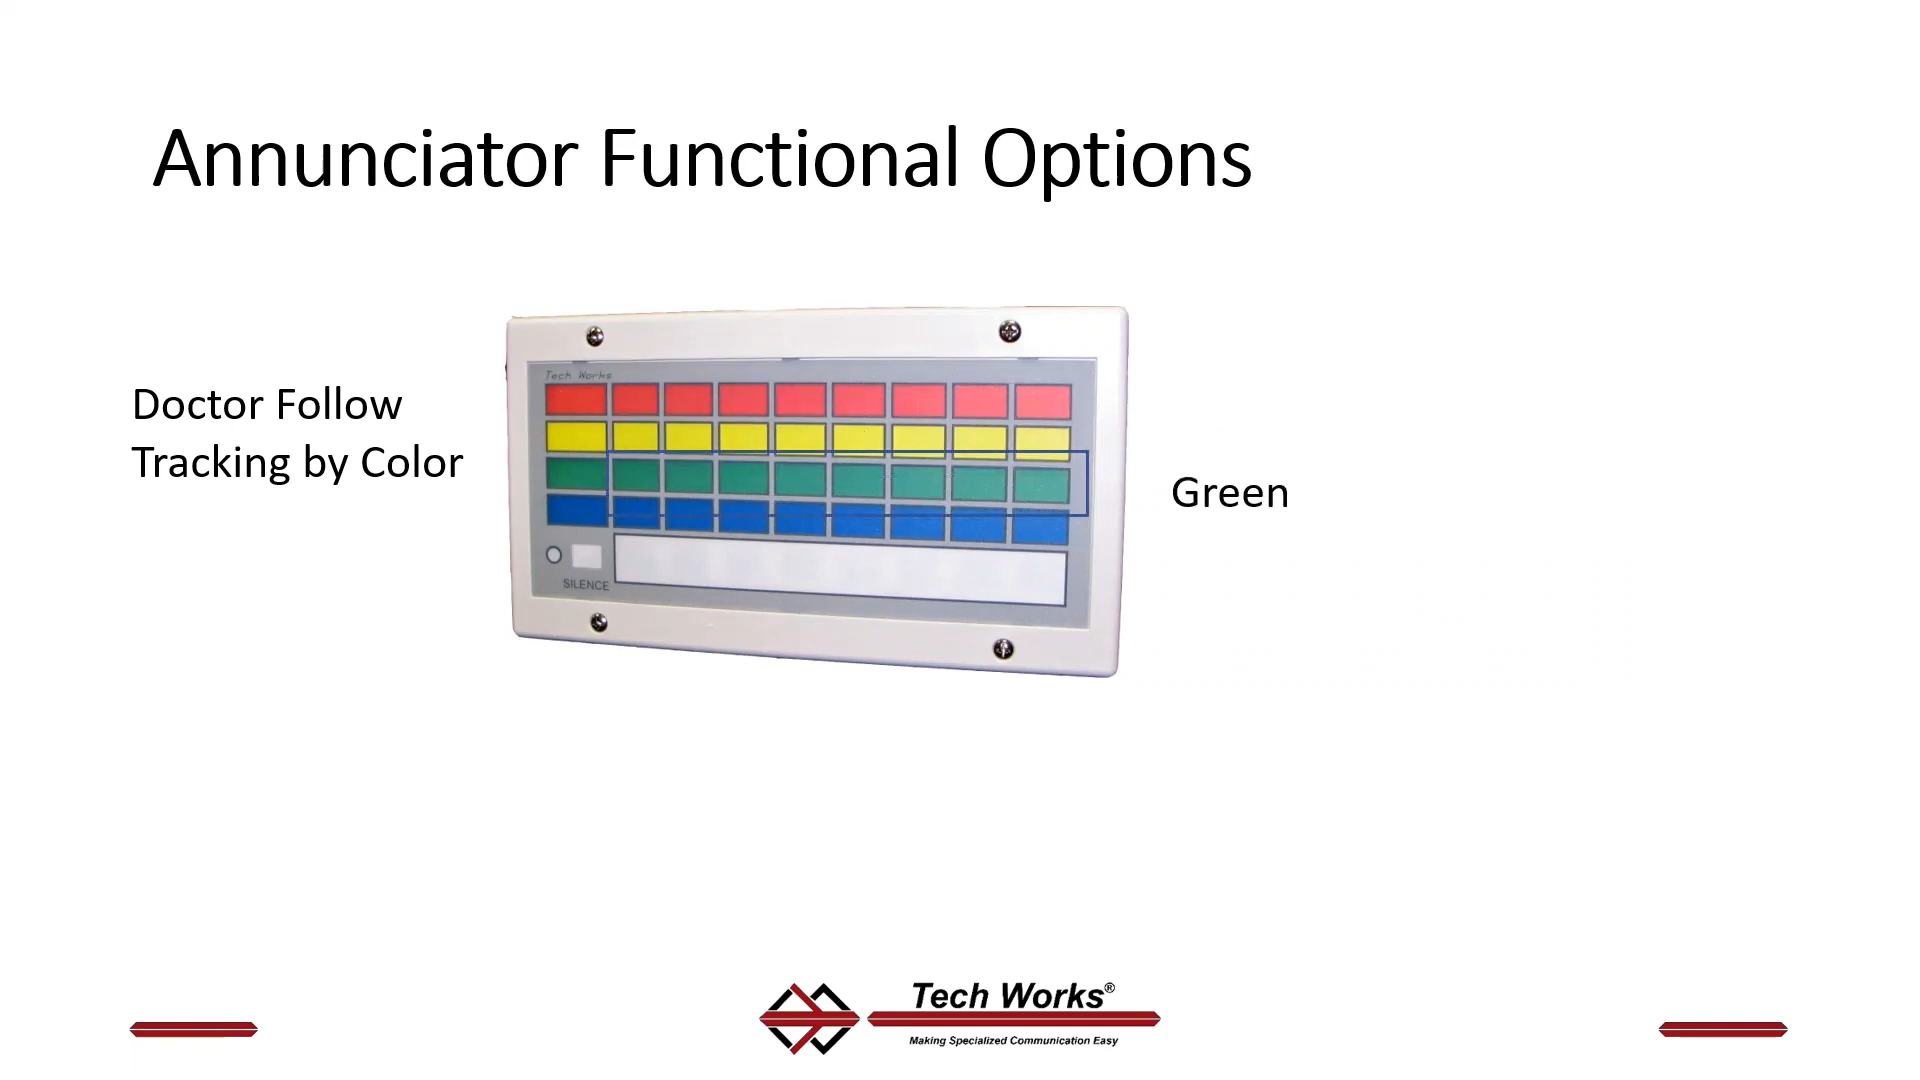 Annunciator Functional Options
Doctor Follow
Tracking by Color
Tech Works
SILENCE
Green
Tech Works®
Making Specialized Communication Easy